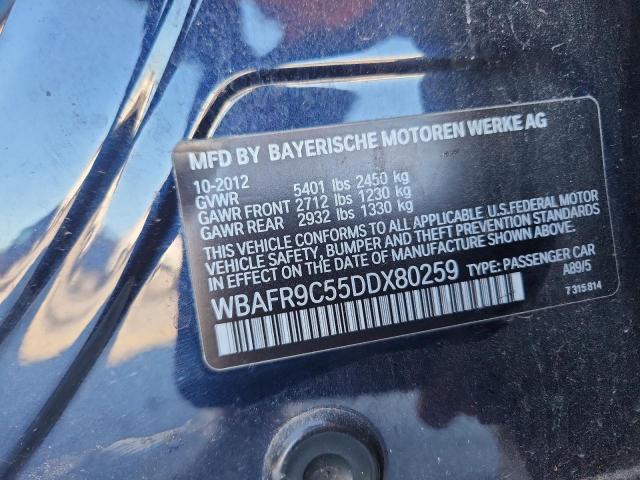 MFD BY BAYERISCHE MOTOREN WERKE AG
10-2012
GVWR 5401 lbs 2450 kg
GAWR FRONT 2712 lbs 1230 kg
GAWR REAR 2932 lbs 1330 kg
THIS VEHICLE CONFORMS TO ALL APPLICABLE U.S. FEDERAL MOTOR
VEHICLE SAFETY, BUMPER AND THEFT PREVENTION STANDARDS
IN EFFECT ON THE DATE OF MANUFACTURE SHOWN ABOVE.
WBAFR9C55DDX80259 TYPE: PASSENGER CAR
A89/5
7 315.814